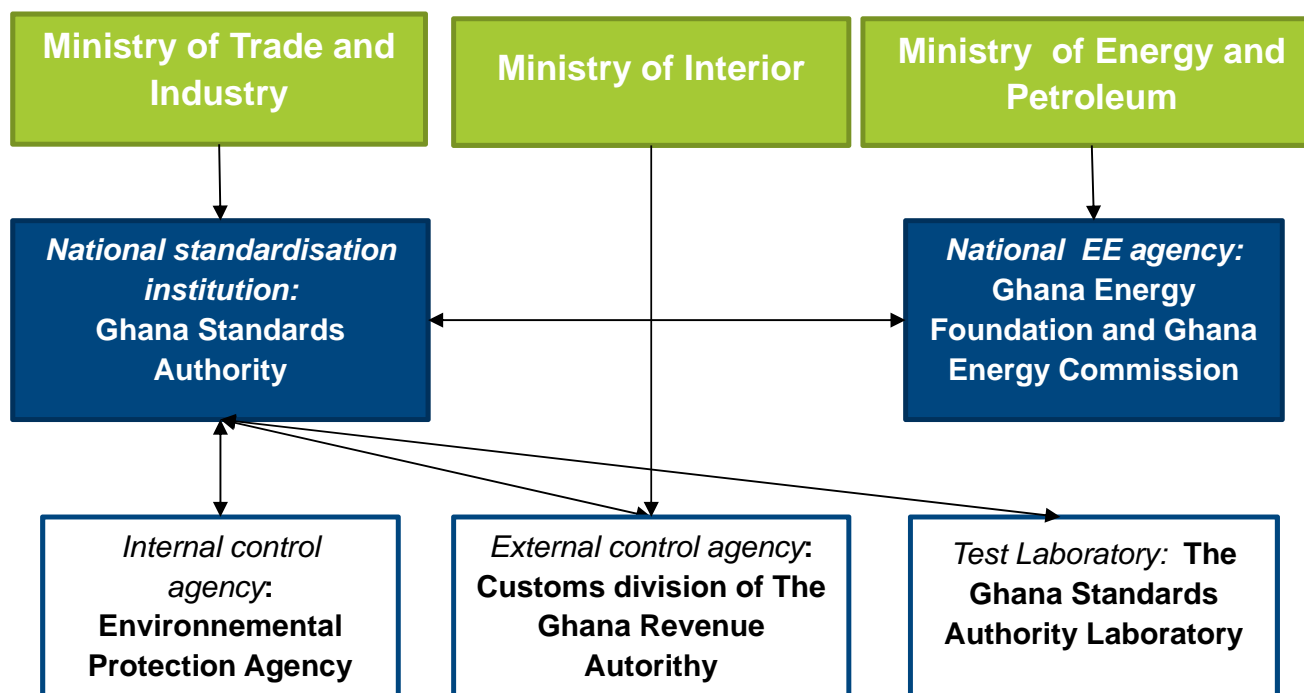 Ministry of Trade and
Industry
Ministry of Interior
Ministry of Energy and
Petroleum
National standardisation
institution:
Ghana Standards
Authority
National EE agency:
Ghana Energy
Foundation and Ghana
Energy Commission
Internal control
agency:
Environnemental
Protection Agency
External control agency:
Customs division of The
Ghana Revenue
Autorithy
Test Laboratory: The
Ghana Standards
Authority Laboratory